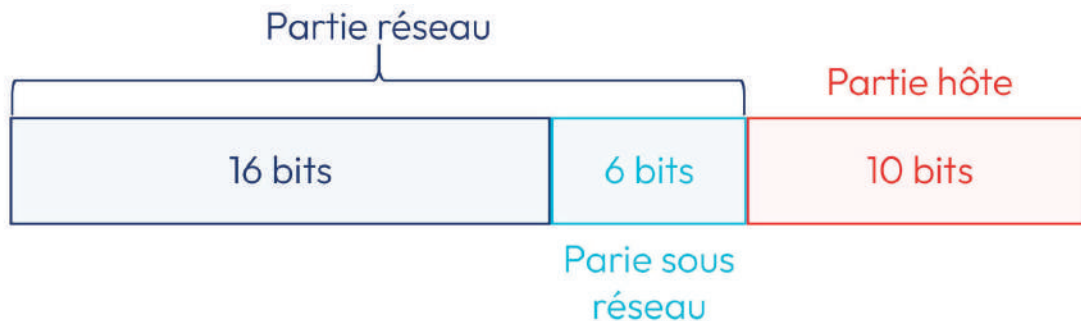 Partie réseau
Partie hôte
16 bits
6 bits
10 bits
Parie sous
réseau